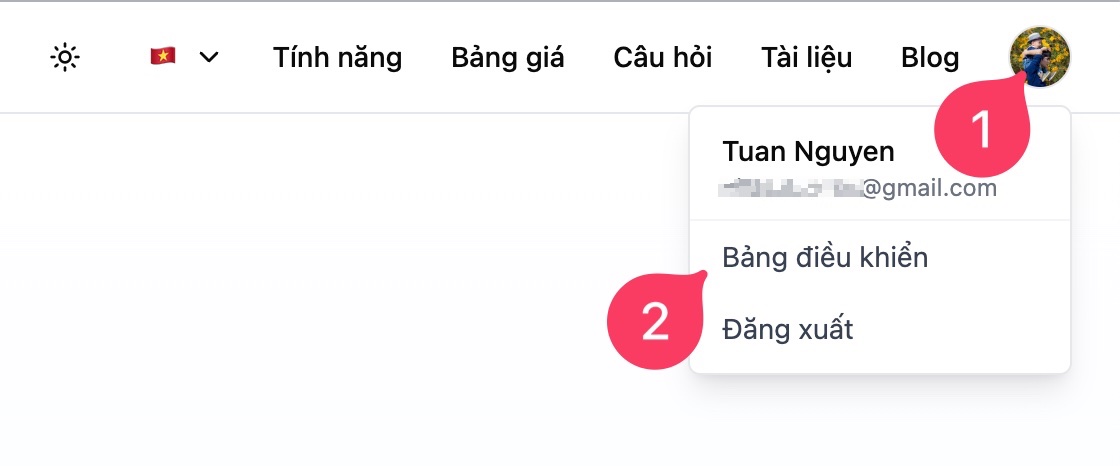 Tính năng Bảng giá Câu hỏi Tài liệu Blog
1
Tuan Nguyen
@gmail.com
Bảng điều khiển
2
Đăng xuất